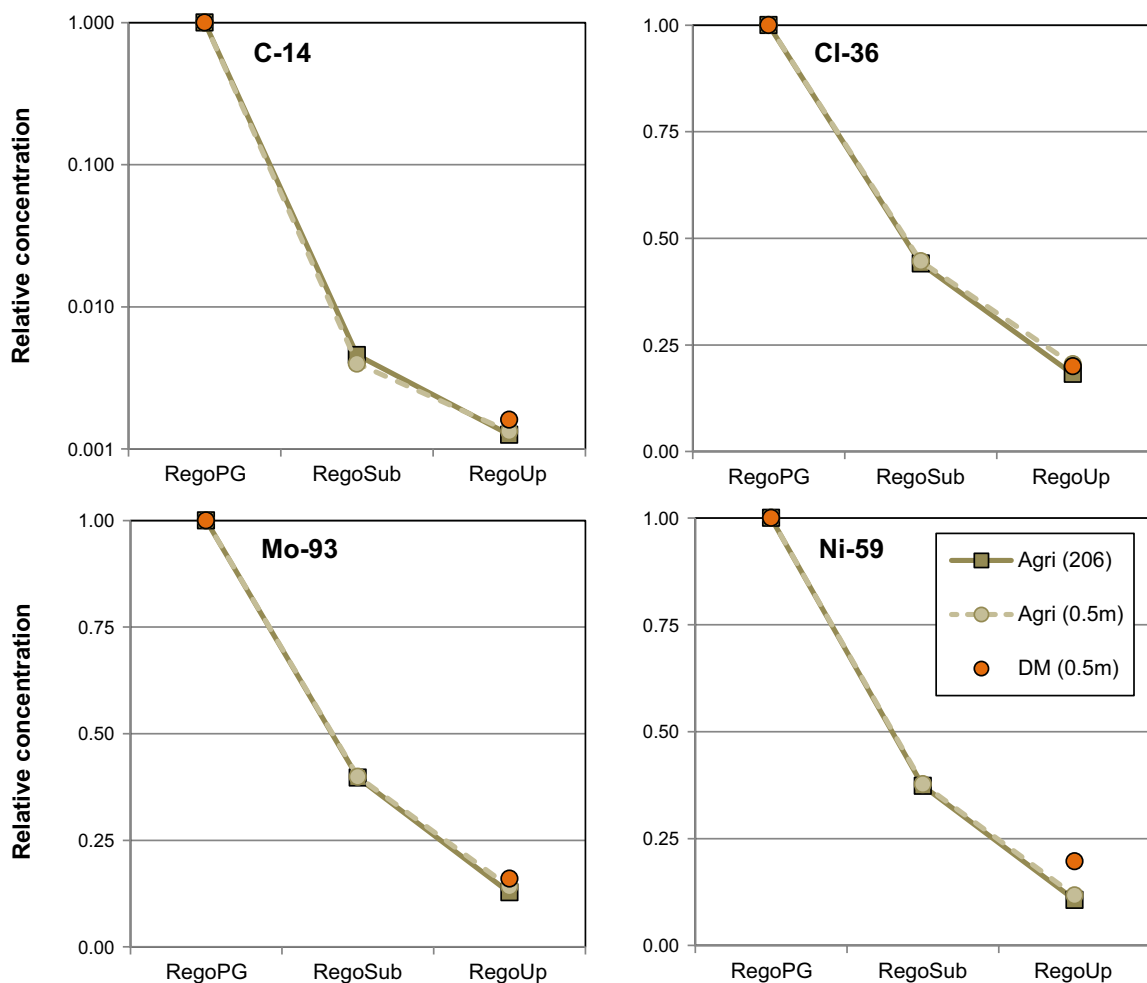 C-14
Relative concentration
1.000
0.100
0.010
0.001
RegoPG RegoSub RegoUp
Cl-36
1.00
0.75
0.50
0.25
0.00
RegoPG RegoSub RegoUp
Mo-93
Relative concentration
1.00
0.75
0.50
0.25
0.00
RegoPG RegoSub RegoUp
Ni-59
1.00
0.75
0.50
0.25
0.00
RegoPG RegoSub RegoUp
Agri (206)
Agri (0.5m)
DM (0.5m)